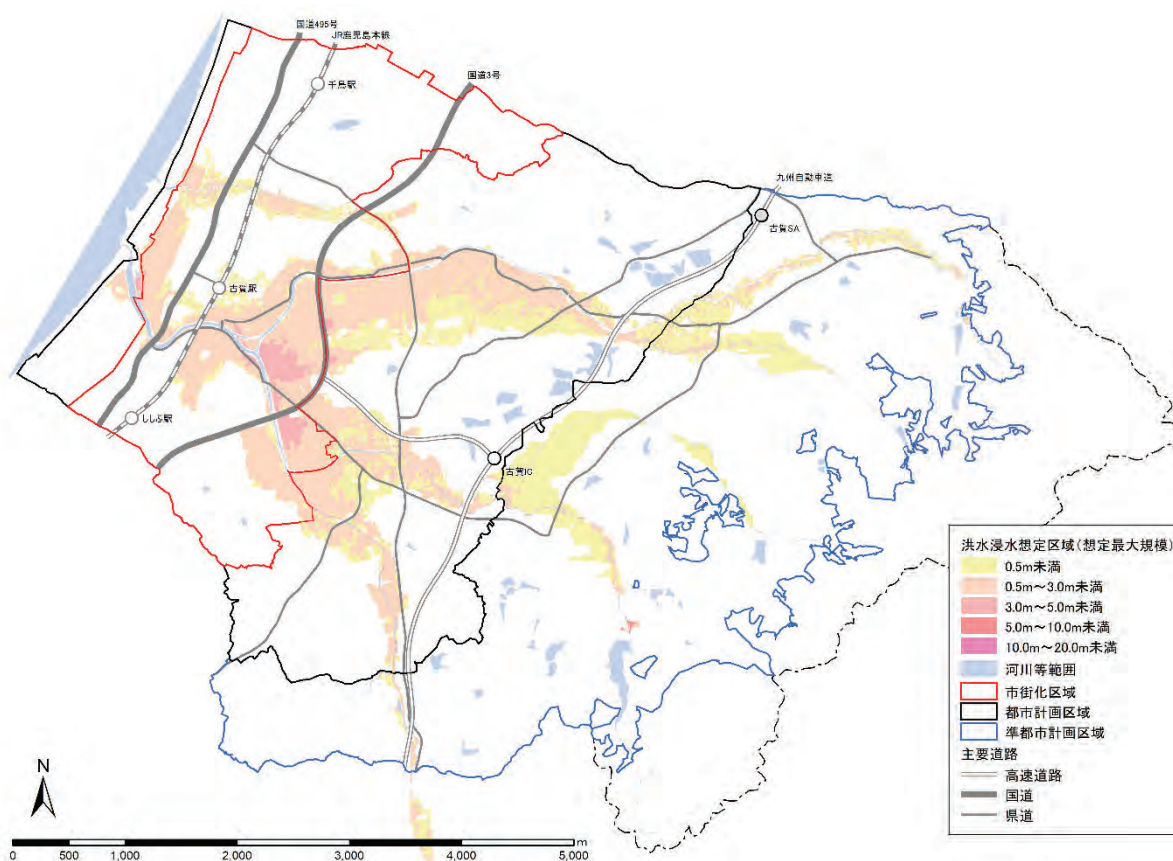 国道495号
JR鹿児島本線
千鳥駅
国道3号
九州自動車道
古賀SA
古賀駅
ししぶ駅
古賀IC
洪水浸水想定区域(想定最大規模)
0.5m未満
0.5m～3.0m未満
3.0m～5.0m未満
5.0m～10.0m未満
10.0m～20.0m未満
河川等範囲
市街化区域
都市計画区域
準都市計画区域
主要道路
高速道路
国道
県道
N
0 500 1,000 2,000 3,000 4,000 5,000 m